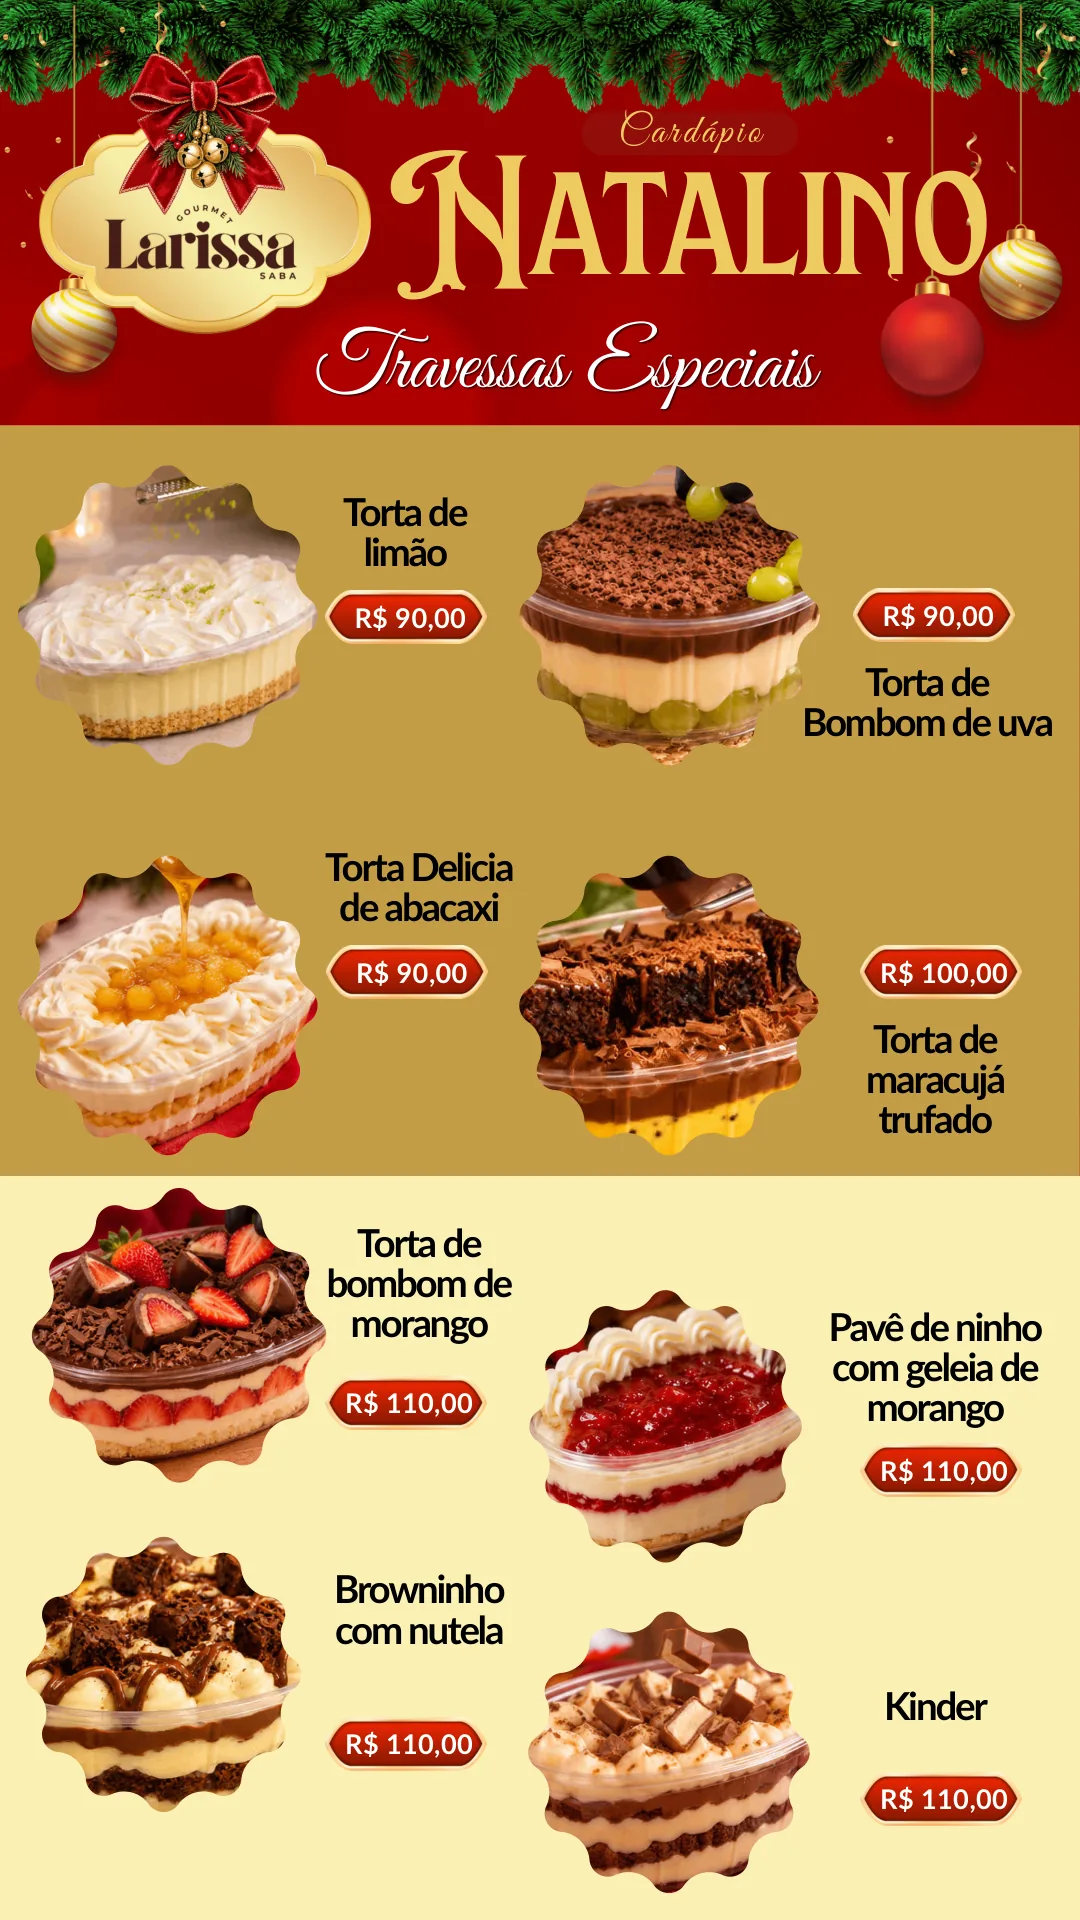 Cardápio
NATALINO
GOURMET
Larissa
SABA
Travessas Especiais
Torta de
limão
R$ 90,00
R$ 90,00
Torta de
Bombom de uva
Torta Delicia
de abacaxi
R$ 90,00
R$ 100,00
Torta de
maracujá
trufado
Torta de
bombom de
morango
R$ 110,00
Pavê de ninho
com geleia de
morango
R$ 110,00
Browninho
com nutela
R$ 110,00
Kinder
R$ 110,00